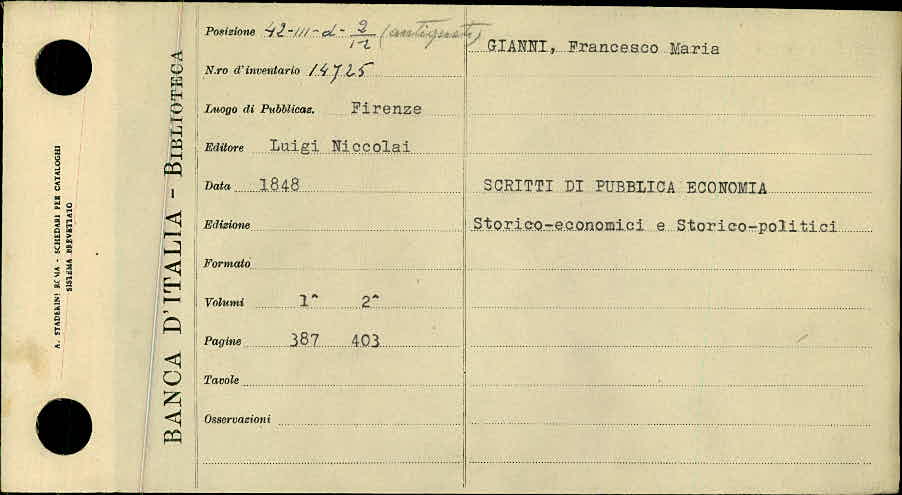 A. STADERINI ROMA - SCHEDARI PER CATALOGHI
SISTEMA BREVETTATO
BANCA D'ITALIA - BIBLIOTECA
Posizione 42-III-d- 2/12 (antiquat.)
N.ro d'inventario 14725
Luogo di Pubblicaz. Firenze
Editore Luigi Niccolai
Data 1848
Edizione
Formato
Volumi 1^ 2^
Pagine 387 403
Tavole
Osservazioni
GIANNI, Francesco Maria
SCRITTI DI PUBBLICA ECONOMIA
Storico-economici e Storico-politici